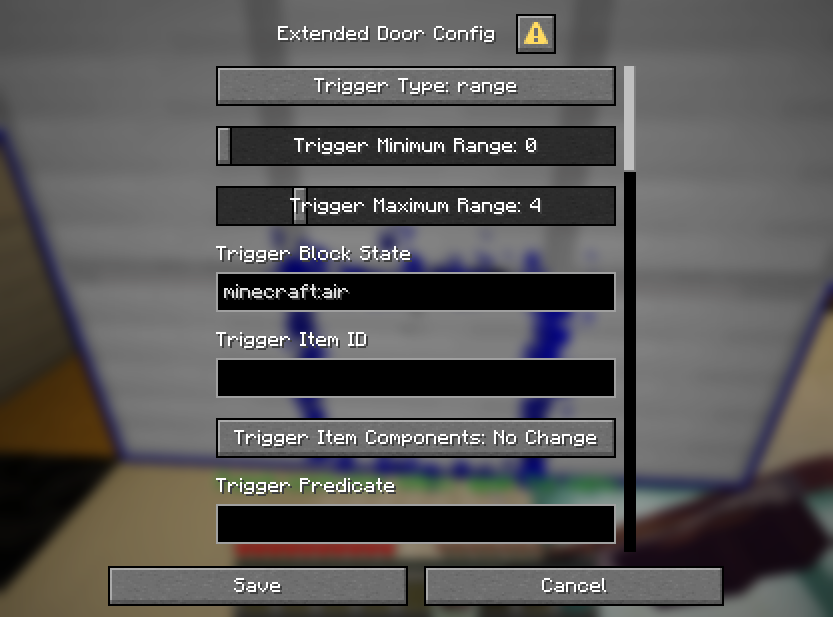 Extended Door Config
Trigger Type: range
Trigger Minimum Range: 0
Trigger Maximum Range: 4
Trigger Block State
minecraft:air
Trigger Item ID
Trigger Item Components: No Change
Trigger Predicate
Save
Cancel